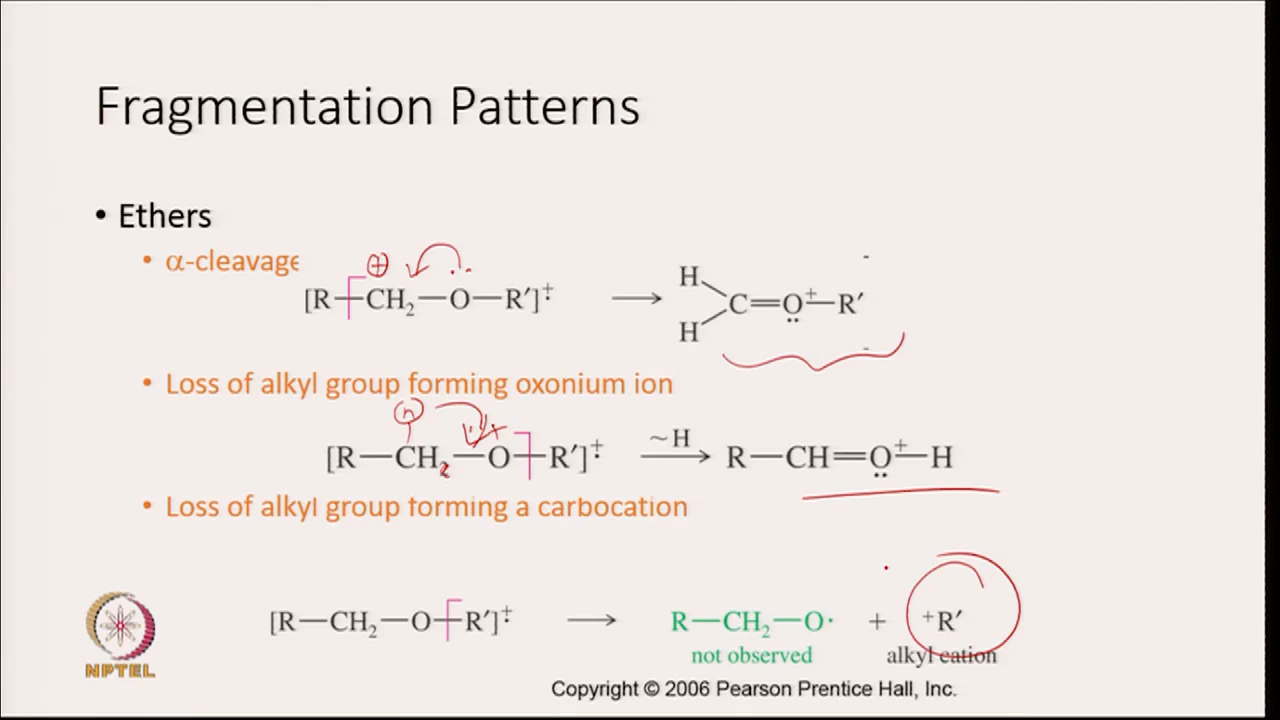 Fragmentation Patterns
• Ethers
• α-cleavage
[R—CH₂—O—R′]⁺· ⟶ H H C=O⁺—R′
• Loss of alkyl group forming oxonium ion
[R—CH₂—O—R′]⁺· ~H⟶ R—CH=O⁺—H
• Loss of alkyl group forming a carbocation
[R—CH₂—O—R′]⁺· ⟶ R—CH₂—O· + ⁺R′
not observed alkyl cation
NPTEL
Copyright © 2006 Pearson Prentice Hall, Inc.